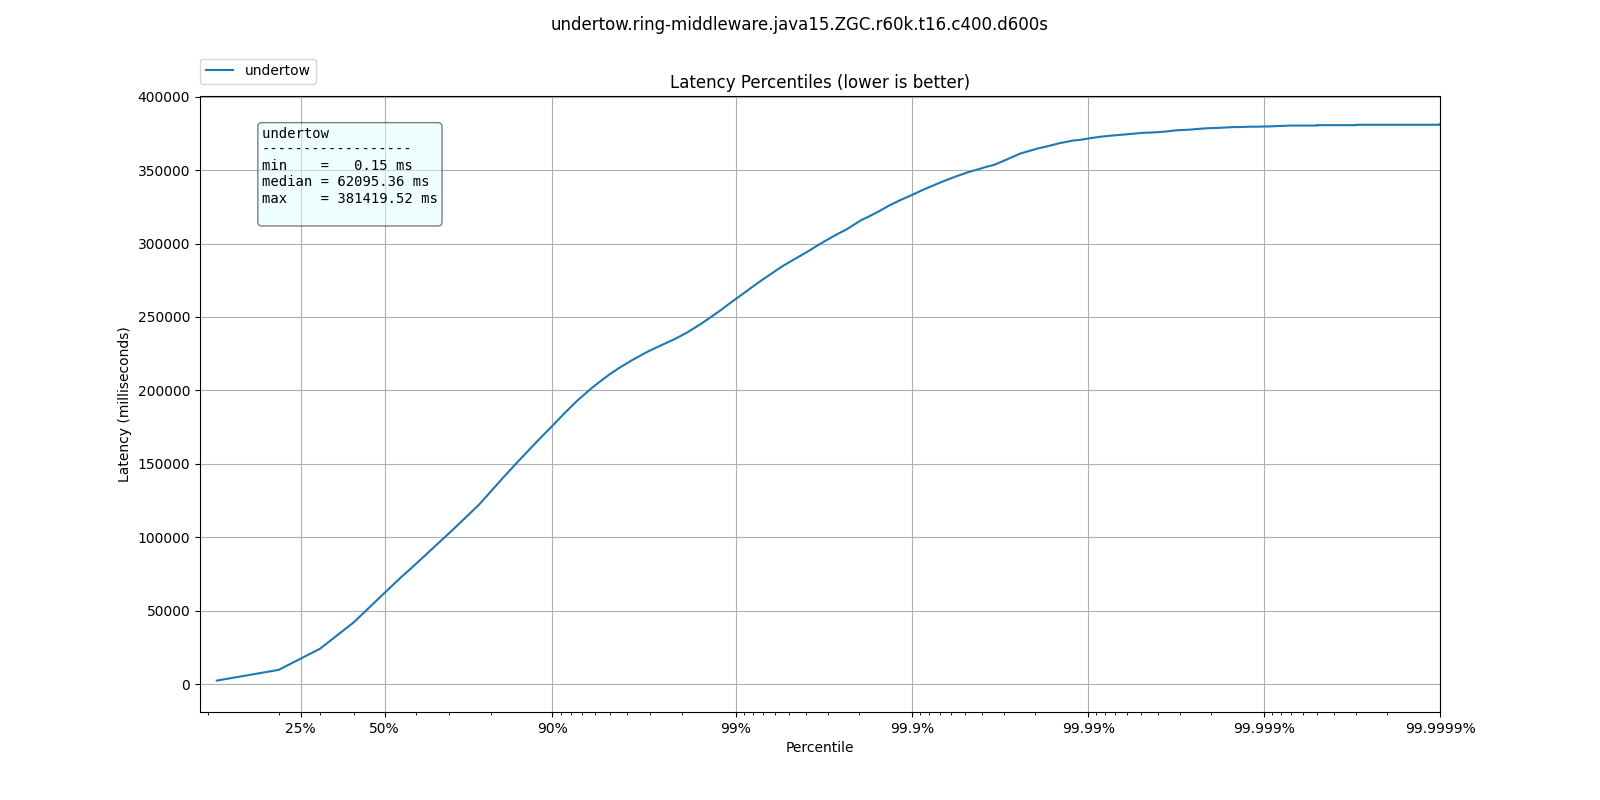 undertow.ring-middleware.java15.ZGC.r60k.t16.c400.d600s
undertow
Latency Percentiles (lower is better)
400000
350000
300000
250000
200000
150000
100000
50000
0
Latency (milliseconds)
undertow
------------------
min    =   0.15 ms
median = 62095.36 ms
max    = 381419.52 ms
25% 50% 90% 99% 99.9% 99.99% 99.999% 99.9999%
Percentile